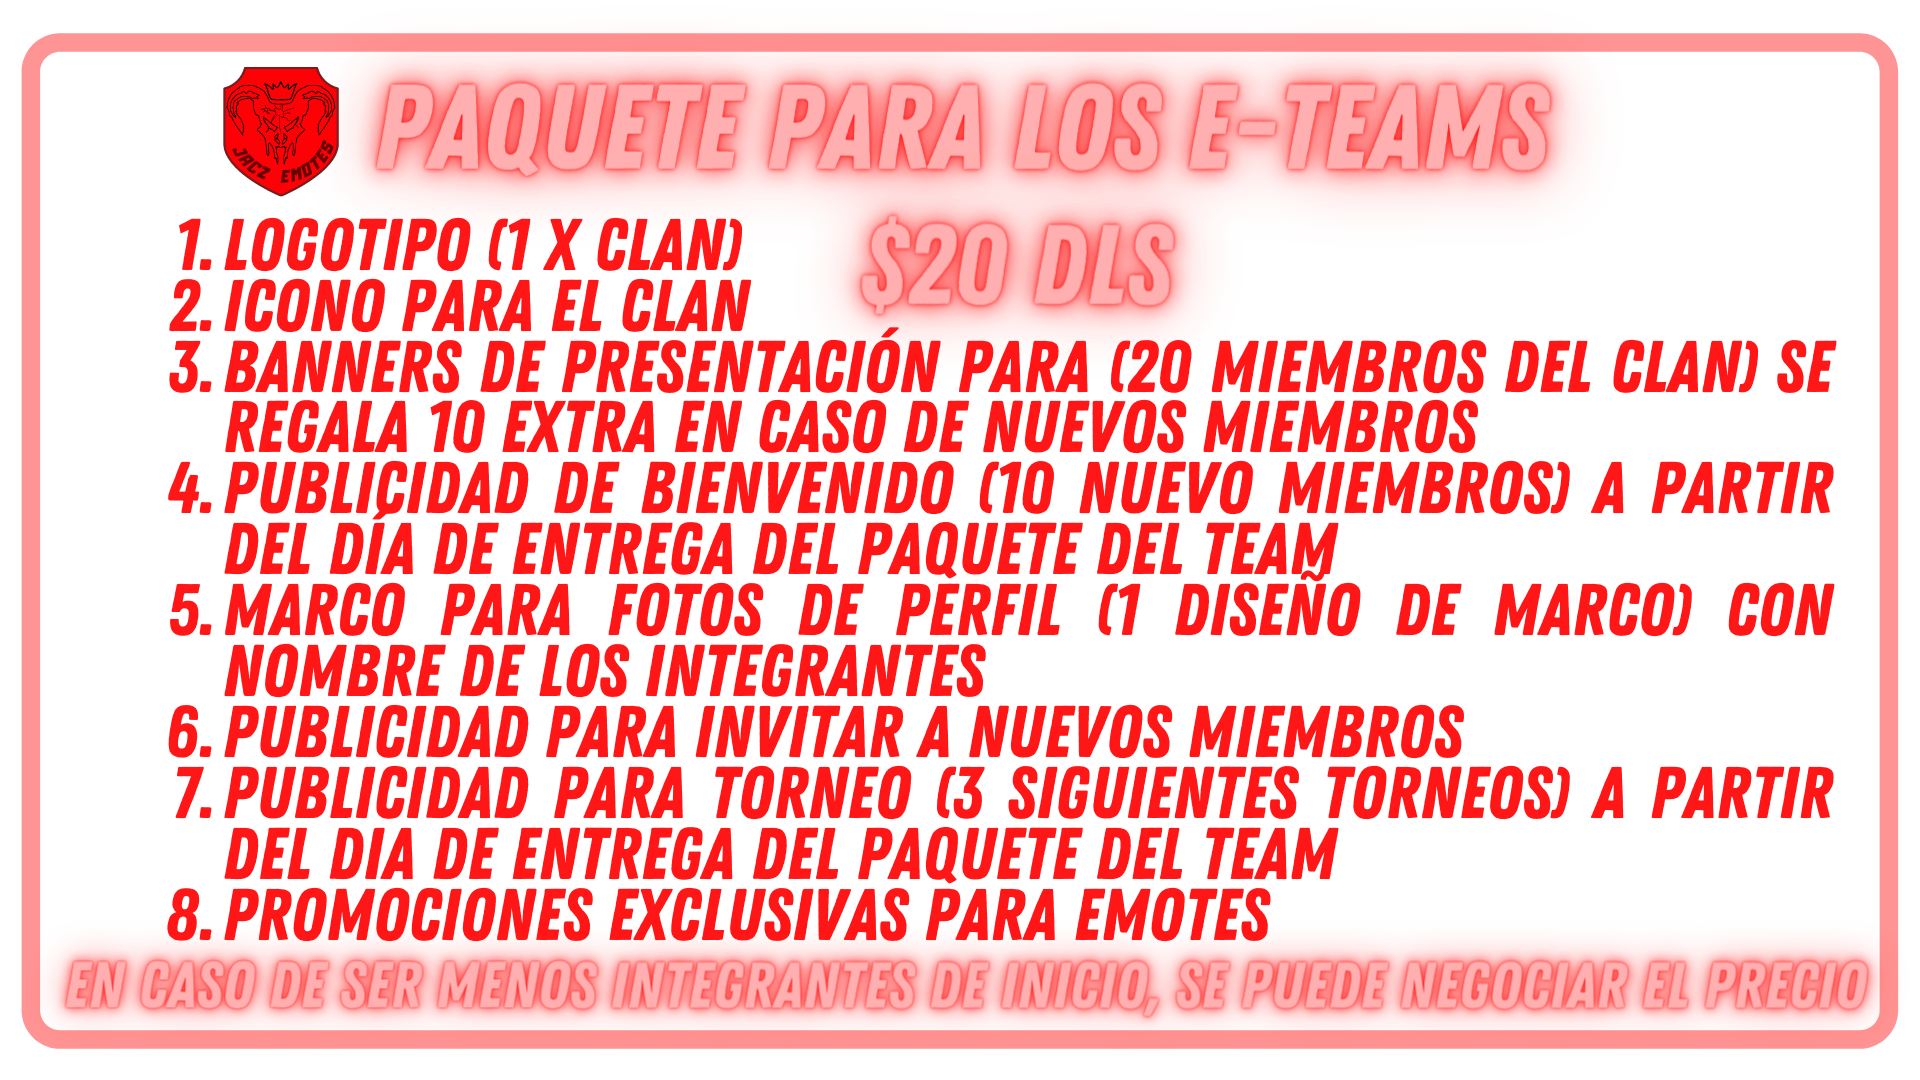 JACZ EMOTES
PAQUETE PARA LOS E-TEAMS
$20 DLS
1. LOGOTIPO (1 X CLAN)
2. ICONO PARA EL CLAN
3. BANNERS DE PRESENTACIÓN PARA (20 MIEMBROS DEL CLAN) SE
REGALA 10 EXTRA EN CASO DE NUEVOS MIEMBROS
4. PUBLICIDAD DE BIENVENIDO (10 NUEVO MIEMBROS) A PARTIR
DEL DÍA DE ENTREGA DEL PAQUETE DEL TEAM
5. MARCO PARA FOTOS DE PERFIL (1 DISEÑO DE MARCO) CON
NOMBRE DE LOS INTEGRANTES
6. PUBLICIDAD PARA INVITAR A NUEVOS MIEMBROS
7. PUBLICIDAD PARA TORNEO (3 SIGUIENTES TORNEOS) A PARTIR
DEL DIA DE ENTREGA DEL PAQUETE DEL TEAM
8. PROMOCIONES EXCLUSIVAS PARA EMOTES
EN CASO DE SER MENOS INTEGRANTES DE INICIO, SE PUEDE NEGOCIAR EL PRECIO